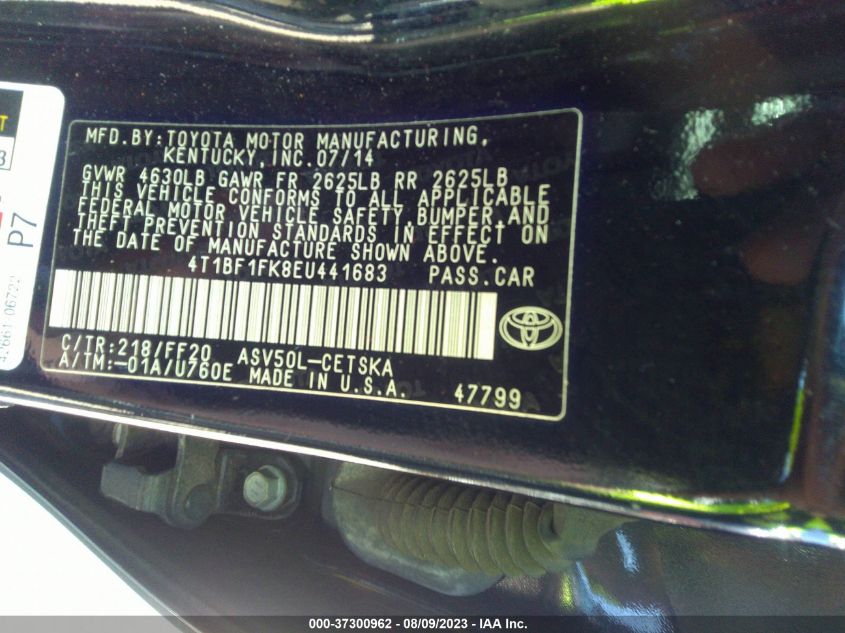 MFD.BY:TOYOTA MOTOR MANUFACTURING,
KENTUCKY,INC.07/14
GVWR 4630LB GAWR FR 2625LB RR 2625LB
THIS VEHICLE CONFORMS TO ALL APPLICABLE
FEDERAL MOTOR VEHICLE SAFETY,BUMPER,AND
THEFT PREVENTION STANDARDS IN EFFECT ON
THE DATE OF MANUFACTURE SHOWN ABOVE.
4T1BF1FK8EU441683 PASS.CAR
C/TR:218/FF20 ASV50L-CETSKA
A/TM:-01A/U760E MADE IN U.S.A.
47799
P7
000-37300962 - 08/09/2023 - IAA Inc.